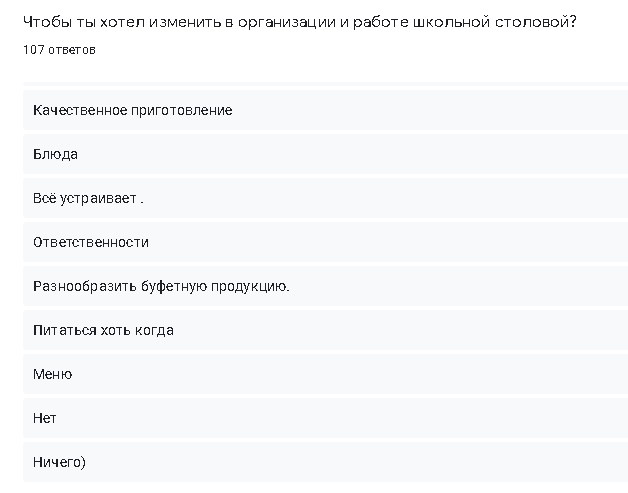 Чтобы ты хотел изменить в организации и работе школьной столовой?
107 ответов
Качественное приготовление
Блюда
Всё устраивает .
Ответственности
Разнообразить буфетную продукцию.
Питаться хоть когда
Меню
Нет
Ничего)